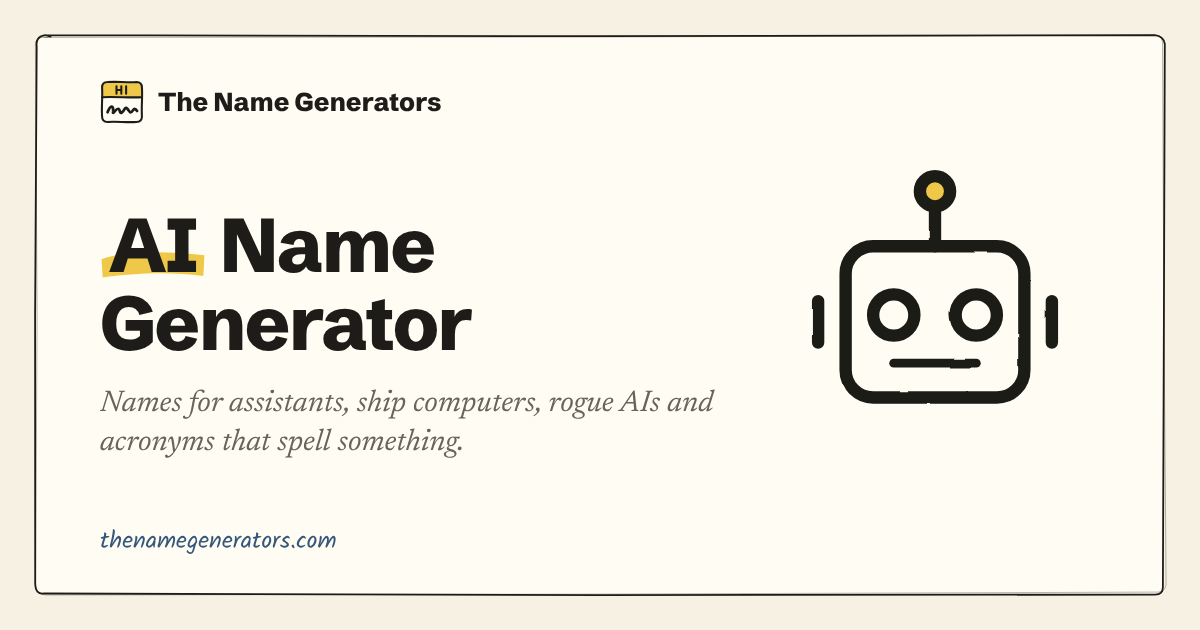 HI
The Name Generators
AI Name
Generator
Names for assistants, ship computers, rogue AIs and
acronyms that spell something.
thenamegenerators.com